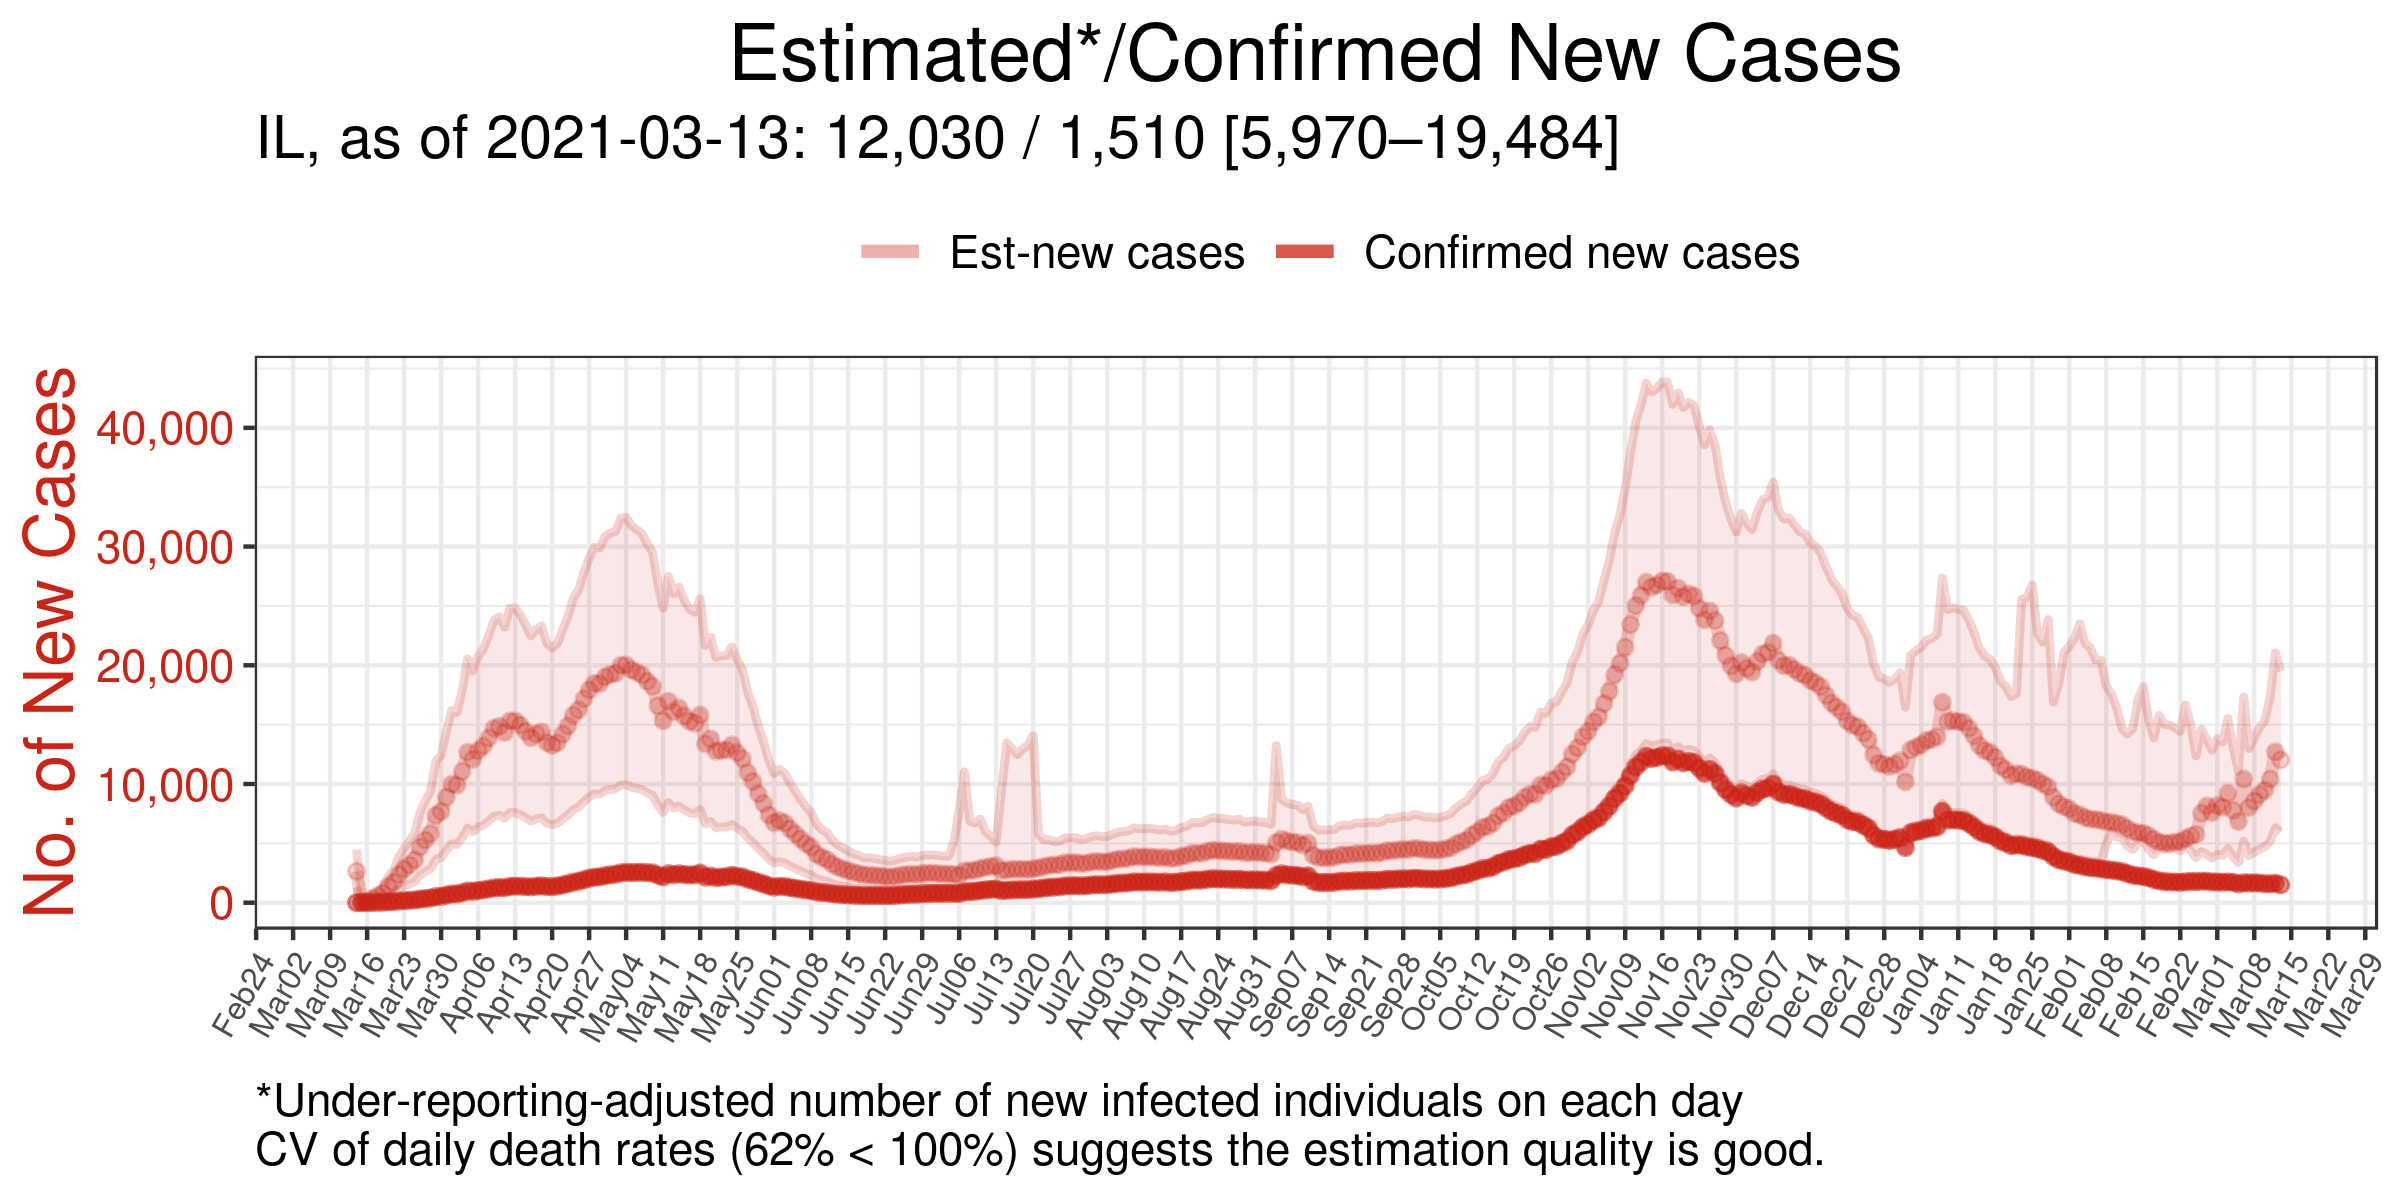 Estimated*/Confirmed New Cases
IL, as of 2021-03-13: 12,030 / 1,510 [5,970–19,484]
Est-new cases Confirmed new cases
No. of New Cases
40,000
30,000
20,000
10,000
0
Feb24 Mar02 Mar09 Mar16 Mar23 Mar30 Apr06 Apr13 Apr20 Apr27 May04 May11 May18 May25 Jun01 Jun08 Jun15 Jun22 Jun29 Jul06 Jul13 Jul20 Jul27 Aug03 Aug10 Aug17 Aug24 Aug31 Sep07 Sep14 Sep21 Sep28 Oct05 Oct12 Oct19 Oct26 Nov02 Nov09 Nov16 Nov23 Nov30 Dec07 Dec14 Dec21 Dec28 Jan04 Jan11 Jan18 Jan25 Feb01 Feb08 Feb15 Feb22 Mar01 Mar08 Mar15 Mar22 Mar29
*Under-reporting-adjusted number of new infected individuals on each day
CV of daily death rates (62% < 100%) suggests the estimation quality is good.